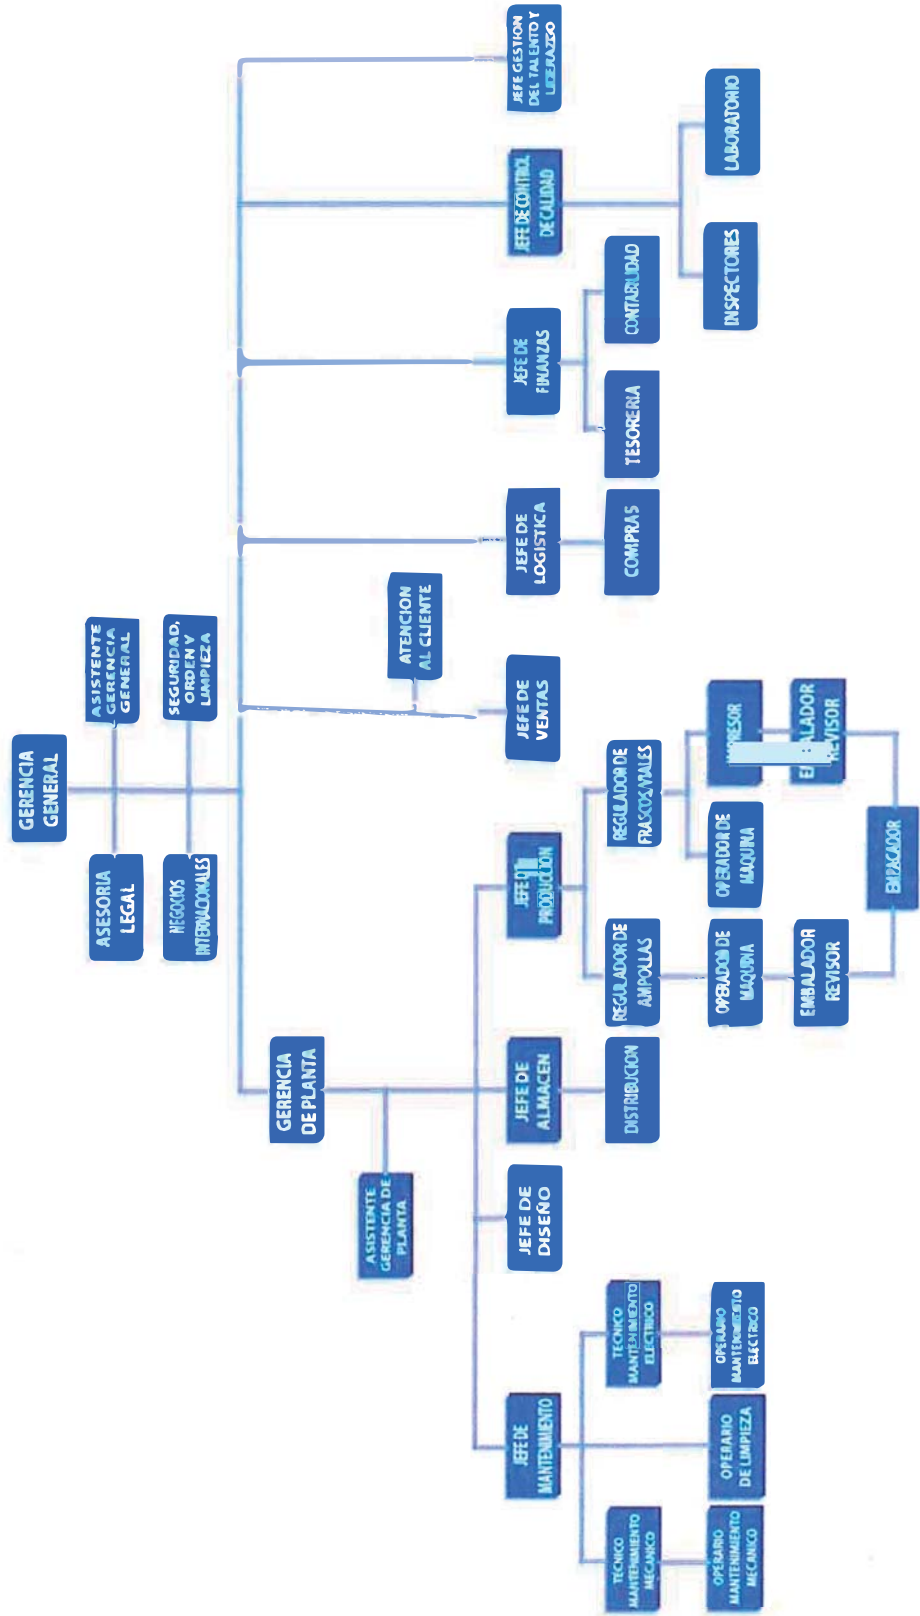 GERENCIA
GENERAL
ASESORIA
LEGAL
ASISTENTE
GERENCIA
GENERAL
NEGOCIOS
INTERNACIONALES
SEGURIDAD,
ORDEN Y
LIMPIEZA
GERENCIA
DE PLANTA
ASISTENTE
GERENCIA DE
PLANTA
ATENCION
AL CLIENTE
JEFE DE
MANTENIMIENTO
JEFE DE
DISEÑO
JEFE DE
ALMACEN
JEFE
PRODUCCION
JEFE DE
VENTAS
JEFE DE
LOGISTICA
JEFE DE
FINANZAS
JEFE DE CONTROL
DE CALIDAD
JEFE GESTION
DEL TALENTO Y
LIDERAZGO
TECNICO
MANTENIMIENTO
MECANICO
TECNICO
MANTENIMIENTO
ELECTRICO
DISTRIBUCION
REGULADOR DE
AMPOLLAS
REGULADOR DE
FRASCOS/VIALES
COMPRAS
TESORERIA
CONTABILIDAD
OPERARIO
MANTENIMIENTO
MECANICO
OPERARIO
DE LIMPIEZA
OPERARIO
MANTENIMIENTO
ELECTRICO
OPERADOR DE
MAQUINA
OPERADOR DE
MAQUINA
INSPECTORES
LABORATORIO
EMBALADOR
REVISOR
REVISOR
EMPACADOR